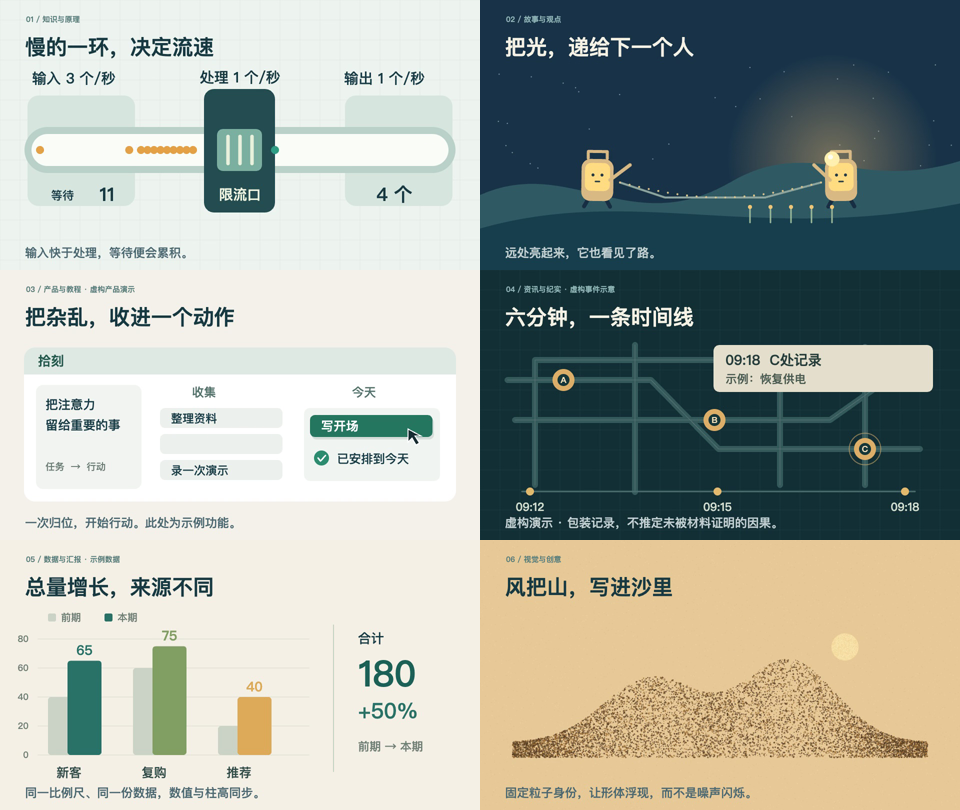 01 / 知识与原理
慢的一环，决定流速
输入 3 个/秒
处理 1 个/秒
输出 1 个/秒
等待 11
限流口
4 个
输入快于处理，等待便会累积。
02 / 故事与观点
把光，递给下一个人
远处亮起来，它也看见了路。
03 / 产品与教程 · 虚构产品演示
把杂乱，收进一个动作
拾刻
把注意力
留给重要的事
任务 → 行动
收集
整理资料
录一次演示
今天
写开场
已安排到今天
一次归位，开始行动。此处为示例功能。
04 / 资讯与纪实 · 虚构事件示意
六分钟，一条时间线
09:18 C处记录
示例：恢复供电
A
B
C
09:12
09:15
09:18
虚构演示 · 包装记录，不推定未被材料证明的因果。
05 / 数据与汇报 · 示例数据
总量增长，来源不同
前期
本期
80
60
40
20
0
65
75
40
新客
复购
推荐
合计
180
+50%
前期 → 本期
同一比例尺、同一份数据，数值与柱高同步。
06 / 视觉与创意
风把山，写进沙里
固定粒子身份，让形体浮现，而不是噪声闪烁。